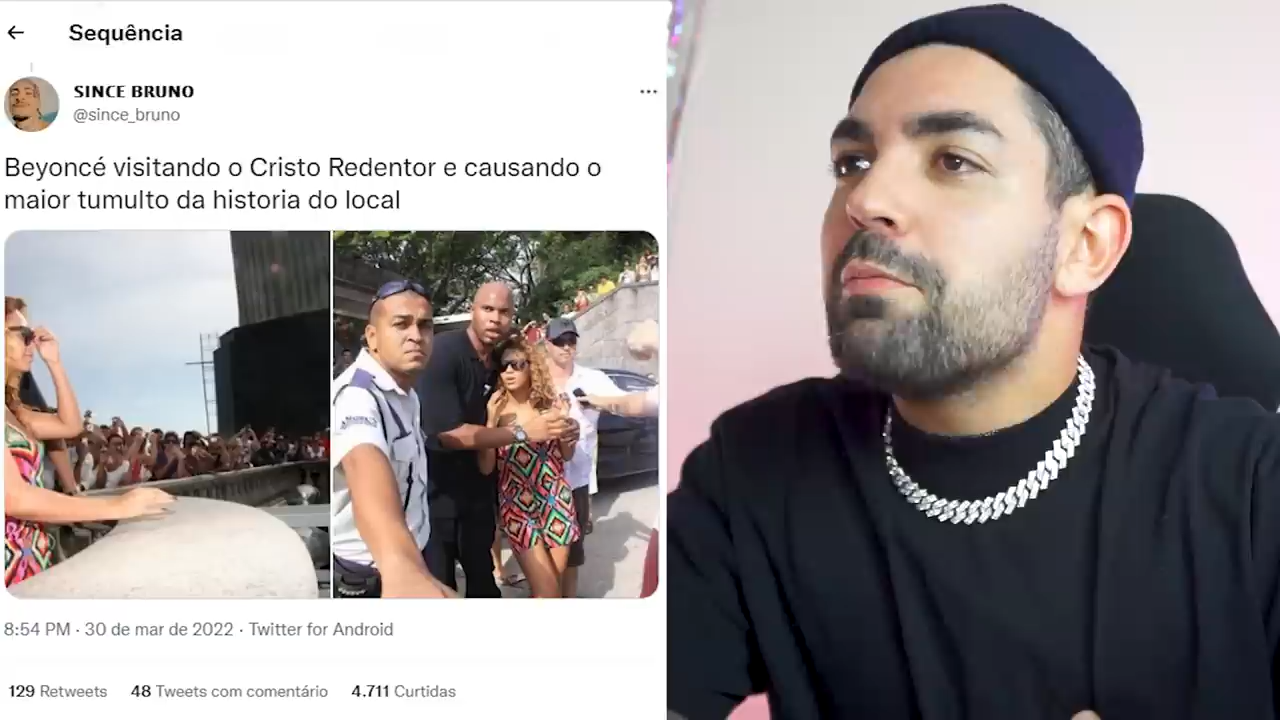 Sequência
SINCE BRUNO
@since_bruno
Beyoncé visitando o Cristo Redentor e causando o
maior tumulto da historia do local
8:54 PM · 30 de mar de 2022 · Twitter for Android
129 Retweets 48 Tweets com comentário 4.711 Curtidas